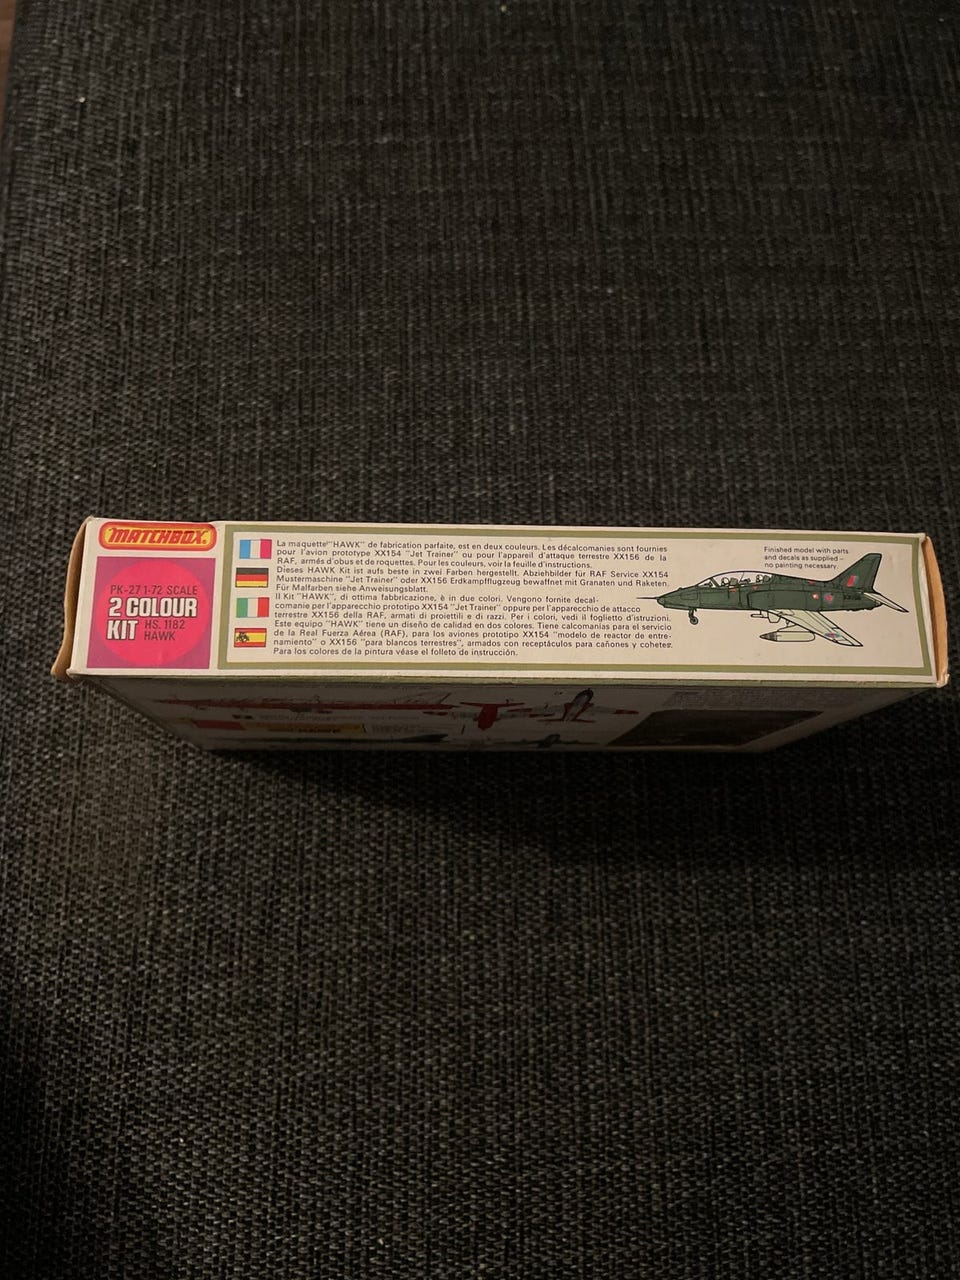 MATCHBOX
PK-27 1-72 SCALE
2 COLOUR
KIT HS. 1182
HAWK
La maquette "HAWK" de fabrication parfaite, est en deux couleurs. Les décalcomanies sont fournies
pour l'avion prototype XX154 "Jet Trainer" ou pour l'appareil d'attaque terrestre XX156 de la
RAF, armés d'obus et de roquettes. Pour les couleurs, voir la feuille d'instructions.
Dieses HAWK Kit ist aufs beste in zwei Farben hergestellt. Abziehbilder für RAF Service XX154
Mustermaschine "Jet Trainer" oder XX156 Erdkampfflugzeug bewaffnet mit Granaten und Raketen.
Für Malfarben siehe Anweisungsblatt.
Il Kit "HAWK", di ottima fabbricazione, è in due colori. Vengono fornite decal-
comanie per l'apparecchio prototipo XX154 "Jet Trainer" oppure per l'apparecchio de attacco
terrestre XX156 della RAF, armati di proiettili e di razzi. Per i colori, vedi il foglietto d'istruzioni.
Este equipo "HAWK" tiene un diseño de calidad en dos colores. Tiene calcomanías para el servicio
de la Real Fuerza Aérea (RAF), para los aviones prototipo XX154 "modelo de reactor de entre-
namiento" o XX156 "para blancos terrestres", armados con receptáculos para cañones y cohetes.
Para los colores de la pintura véase el folleto de instrucción.
Finished model with parts
and decals as supplied –
no painting necessary.